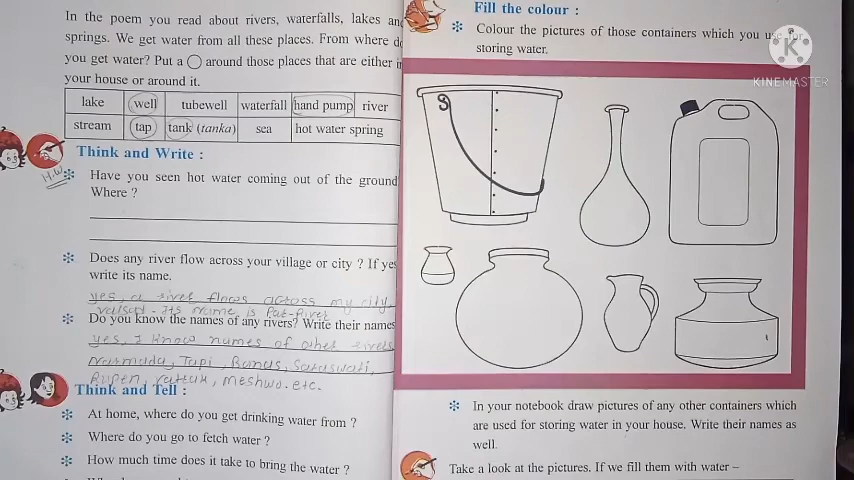 In the poem you read about rivers, waterfalls, lakes an
springs. We get water from all these places. From where d
you get water? Put a around those places that are either i
your house or around it.
lake well tubewell waterfall hand pump river
stream tap tank (tanka) sea hot water spring
Think and Write :
H.W
Have you seen hot water coming out of the ground
Where ?
Does any river flow across your village or city ? If yes
write its name.
yes, a river flows across my city,
valsad - Its name is Par-River
Do you know the names of any rivers? Write their names
yes, I know names of other rivers
Narmada, Tapi, Banas, Saraswati,
Rupen, Meshwo. etc.
Think and Tell :
At home, where do you get drinking water from ?
Where do you go to fetch water ?
How much time does it take to bring the water ?
Fill the colour :
Colour the pictures of those containers which you use for
storing water.
KINEMASTER
In your notebook draw pictures of any other containers which
are used for storing water in your house. Write their names as
well.
Take a look at the pictures. If we fill them with water –